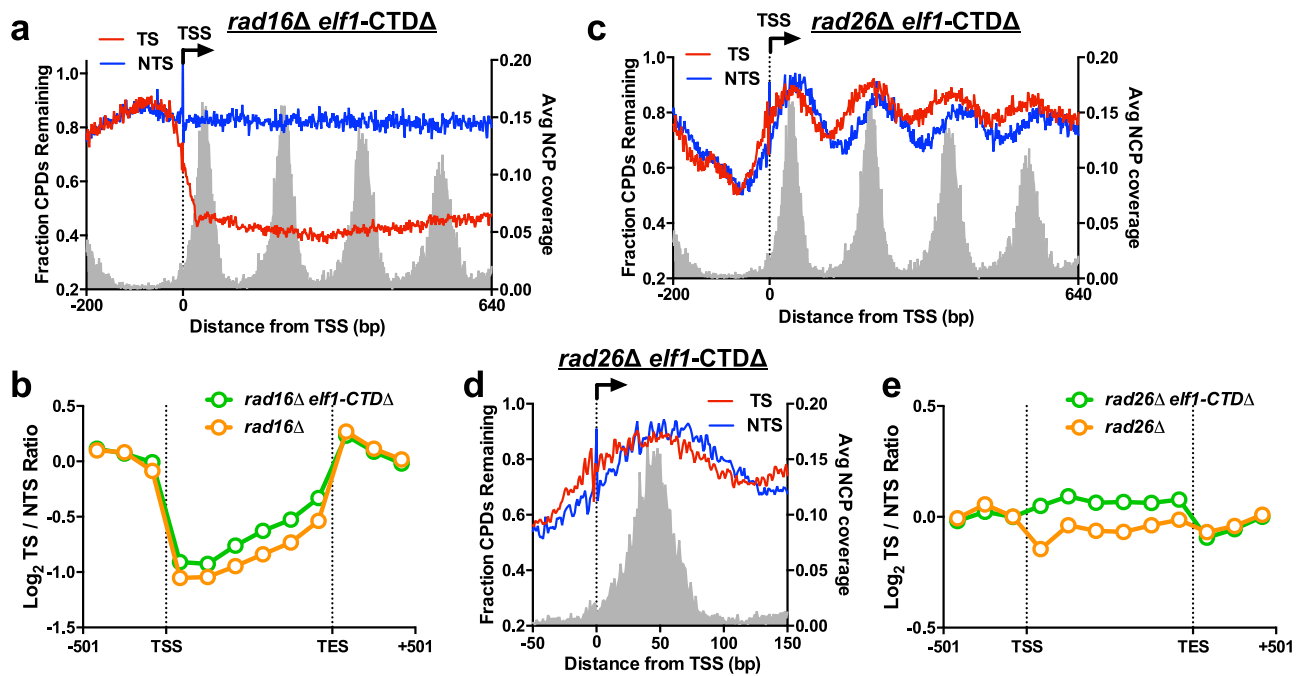 a
rad16Δ elf1-CTDΔ
TS
NTS
TSS
Fraction CPDs Remaining
1.0
0.8
0.6
0.4
0.2
Avg NCP coverage
0.20
0.15
0.10
0.05
0.00
-200
0
640
Distance from TSS (bp)
c
rad26Δ elf1-CTDΔ
TS
NTS
TSS
Fraction CPDs Remaining
1.0
0.8
0.6
0.4
0.2
Avg NCP coverage
0.20
0.15
0.10
0.05
0.00
-200
0
640
Distance from TSS (bp)
b
rad16Δ elf1-CTDΔ
rad16Δ
Log2 TS / NTS Ratio
0.5
0.0
-0.5
-1.0
-1.5
-501
TSS
TES
+501
d
rad26Δ elf1-CTDΔ
TS
NTS
Fraction CPDs Remaining
1.0
0.8
0.6
0.4
0.2
Avg NCP coverage
0.20
0.15
0.10
0.05
0.00
-50
0
50
100
150
Distance from TSS (bp)
e
rad26Δ elf1-CTDΔ
rad26Δ
Log2 TS / NTS Ratio
0.5
0.0
-0.5
-501
TSS
TES
+501